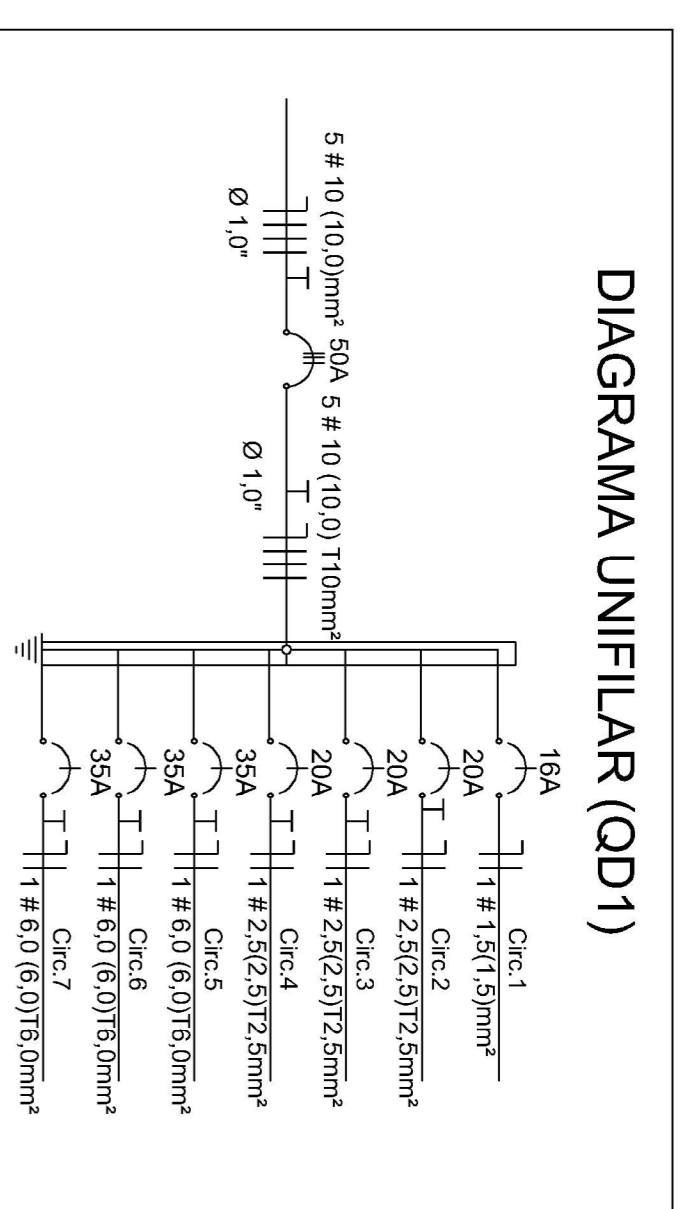 DIAGRAMA UNIFILAR (QD1)
5 # 10 (10,0)mm²
Ø 1,0"
50A
5 # 10 (10,0) T10mm²
Ø 1,0"
16A
Circ.1
1 # 1,5(1,5)mm²
20A
Circ.2
1 # 2,5(2,5)T2,5mm²
20A
Circ.3
1 # 2,5(2,5)T2,5mm²
20A
Circ.4
1 # 2,5(2,5)T2,5mm²
35A
Circ.5
1 # 6,0 (6,0)T6,0mm²
35A
Circ.6
1 # 6,0 (6,0)T6,0mm²
35A
Circ.7
1 # 6,0 (6,0)T6,0mm²